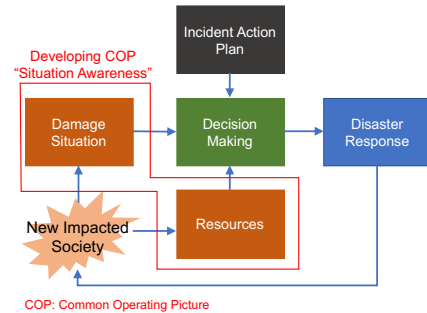 Incident Action
Plan
Developing COP
“Situation Awareness”
Damage
Situation
Decision
Making
Disaster
Response
New Impacted
Society
Resources
COP: Common Operating Picture